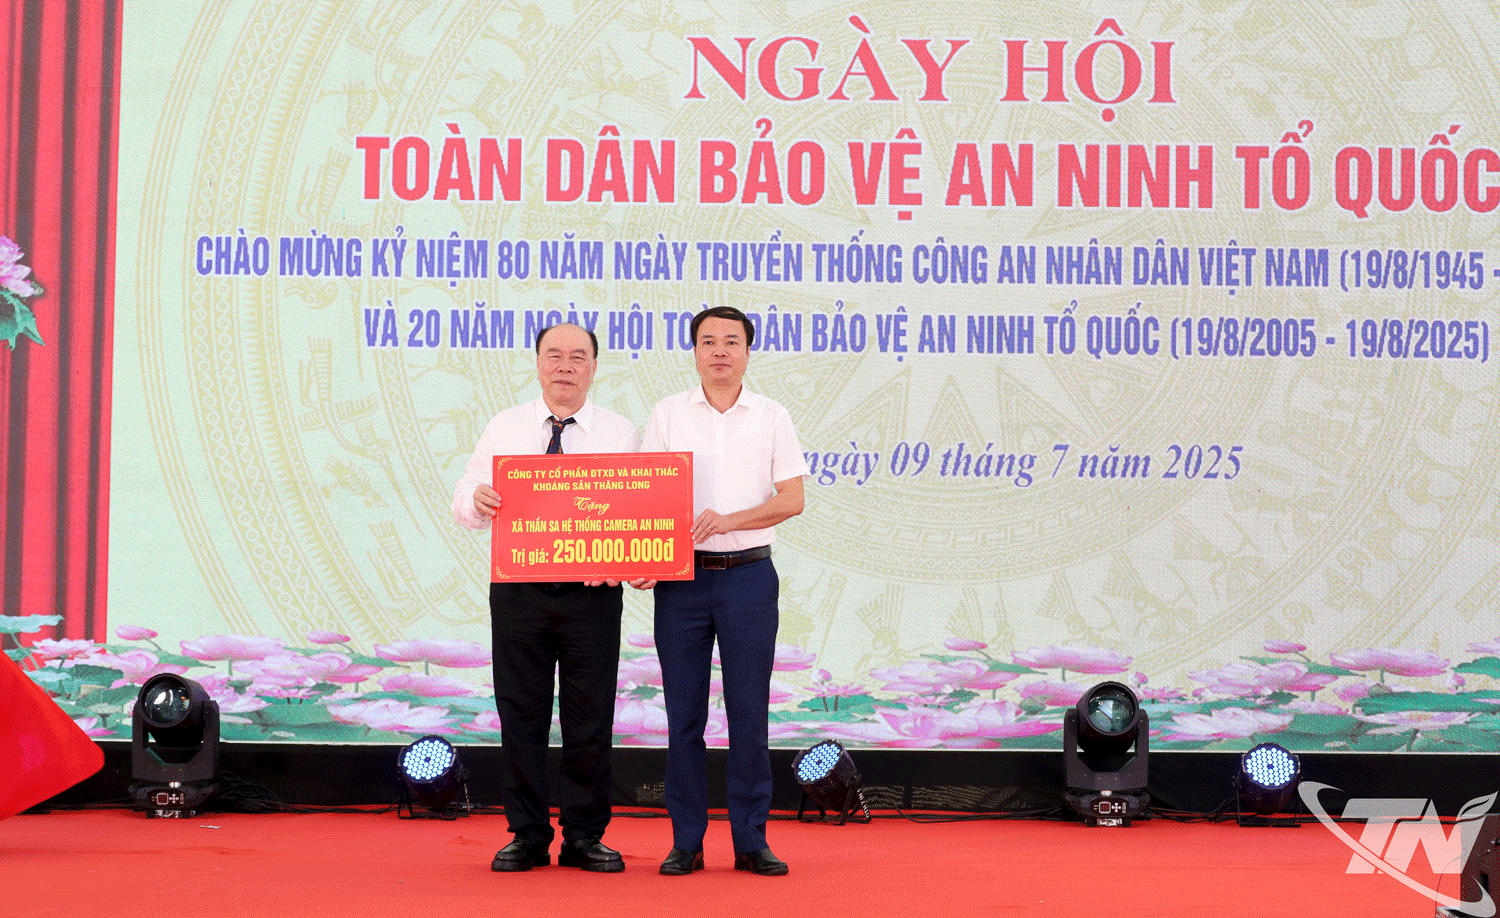 NGÀY HỘI
TOÀN DÂN BẢO VỆ AN NINH TỔ QUỐC
CHÀO MỪNG KỶ NIỆM 80 NĂM NGÀY TRUYỀN THỐNG CÔNG AN NHÂN DÂN VIỆT NAM (19/8/1945 -
VÀ 20 NĂM NGÀY HỘI TOÀN DÂN BẢO VỆ AN NINH TỔ QUỐC (19/8/2005 - 19/8/2025)
ngày 09 tháng 7 năm 2025
CÔNG TY CỔ PHẦN ĐTXD VÀ KHAI THÁC
KHOÁNG SẢN THĂNG LONG
Tặng
XÃ THẦN SA HỆ THỐNG CAMERA AN NINH
Trị giá: 250.000.000đ
TN